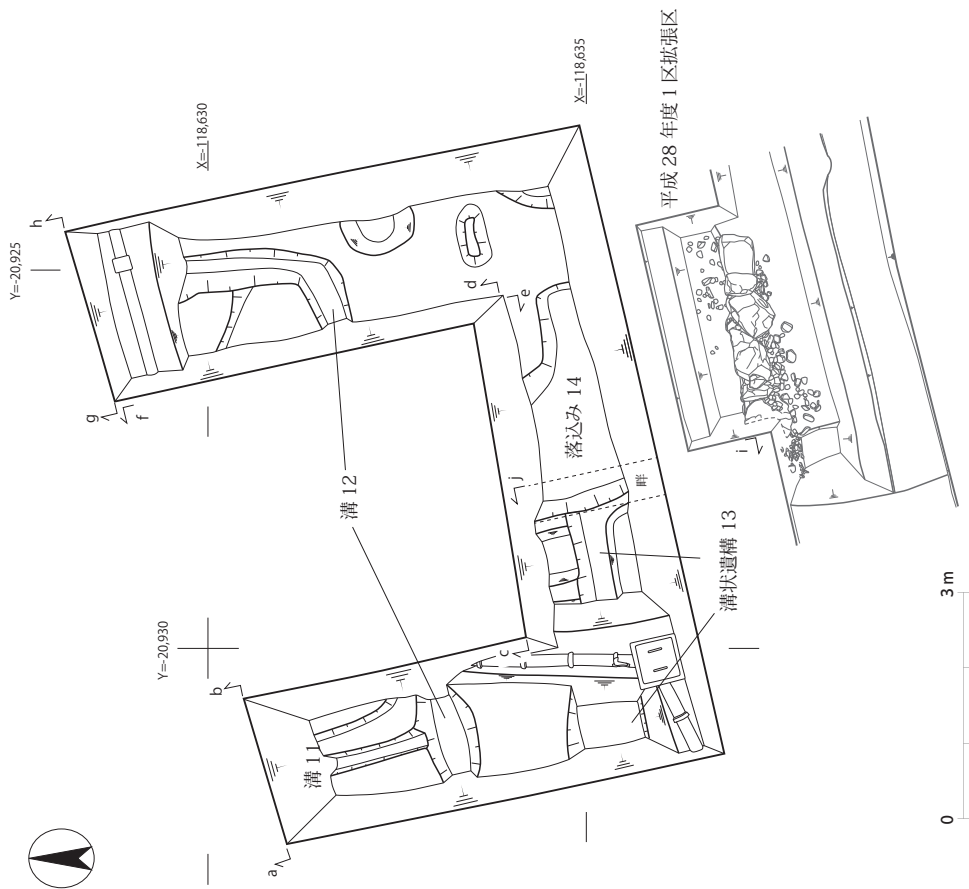 平成 28 年度 1 区拡張区
X=-118,635
X=-118,630
Y=-20,925
h
g
f
d
e
i
j
落込み 14
畔
溝 12
溝状遺構 13
Y=-20,930
c
b
溝 11
a
0
3 m